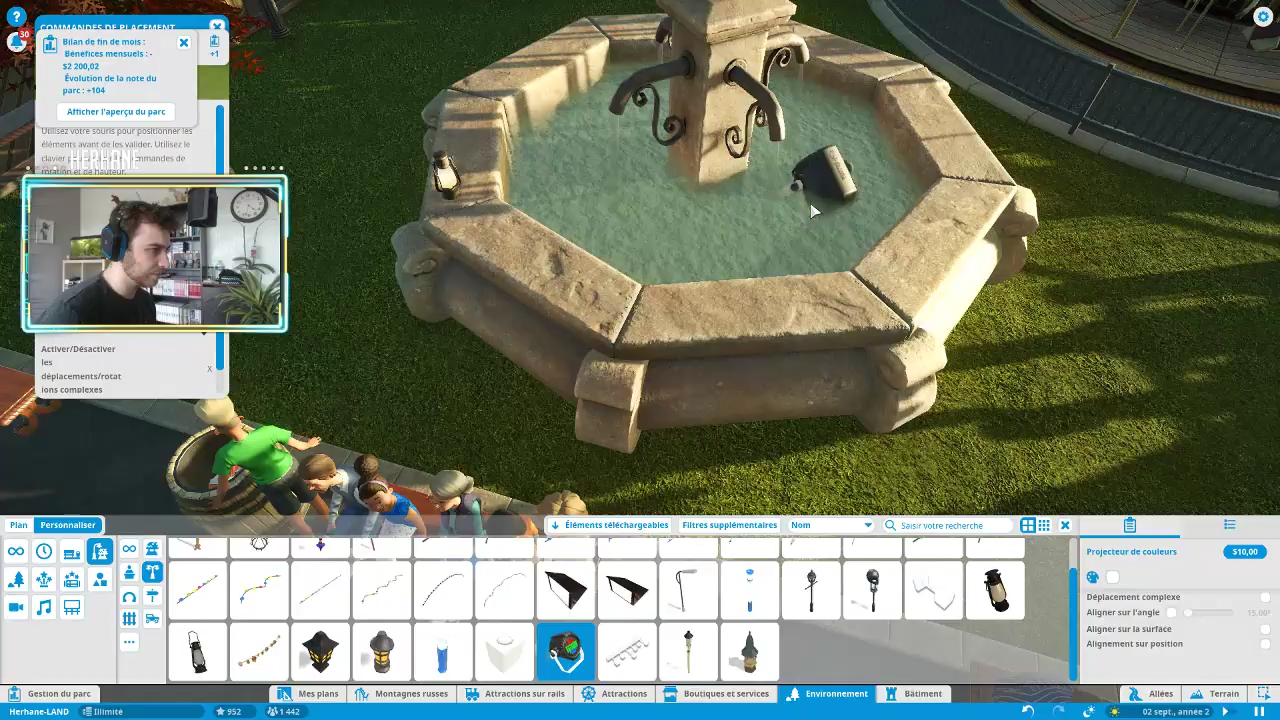 COMMANDES DE PLACEMENT
30
Bilan de fin de mois :
Bénéfices mensuels : -
$2 200,02
Évolution de la note du
parc : +104
+1
Afficher l'aperçu du parc
Utilisez votre souris pour positionner les
éléments avant de les valider. Utilisez le
HERHANE
rotation et de hauteur.
Activer/Désactiver
les
déplacements/rotat
ions complexes
X
Plan
Personnaliser
Éléments téléchargeables
Filtres supplémentaires
Nom
Saisir votre recherche
Projecteur de couleurs
$10,00
Déplacement complexe
Aligner sur l'angle
15,00°
Aligner sur la surface
Alignement sur position
Gestion du parc
Mes plans
Montagnes russes
Attractions sur rails
Attractions
Boutiques et services
Environnement
Bâtiment
Allées
Terrain
Herhane-LAND
Illimité
952
1 442
02 sept., année 2